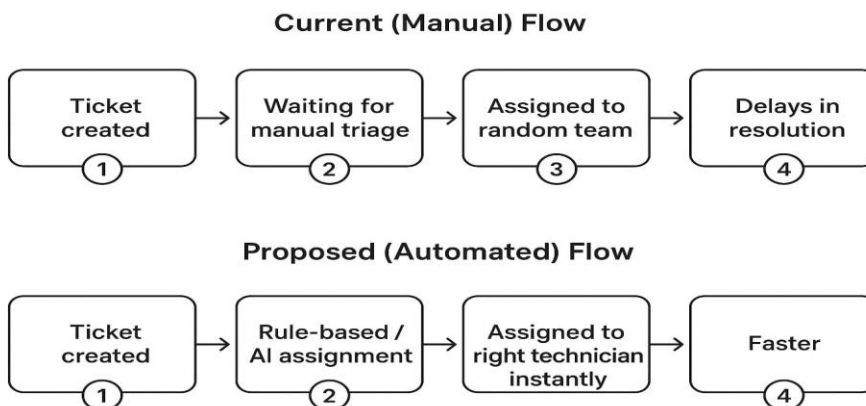 Current (Manual) Flow
Ticket
created
1
Waiting for
manual triage
2
Assigned to
random team
3
Delays in
resolution
4
Proposed (Automated) Flow
Ticket
created
1
Rule-based /
AI assignment
2
Assigned to
right technician
instantly
Faster
4